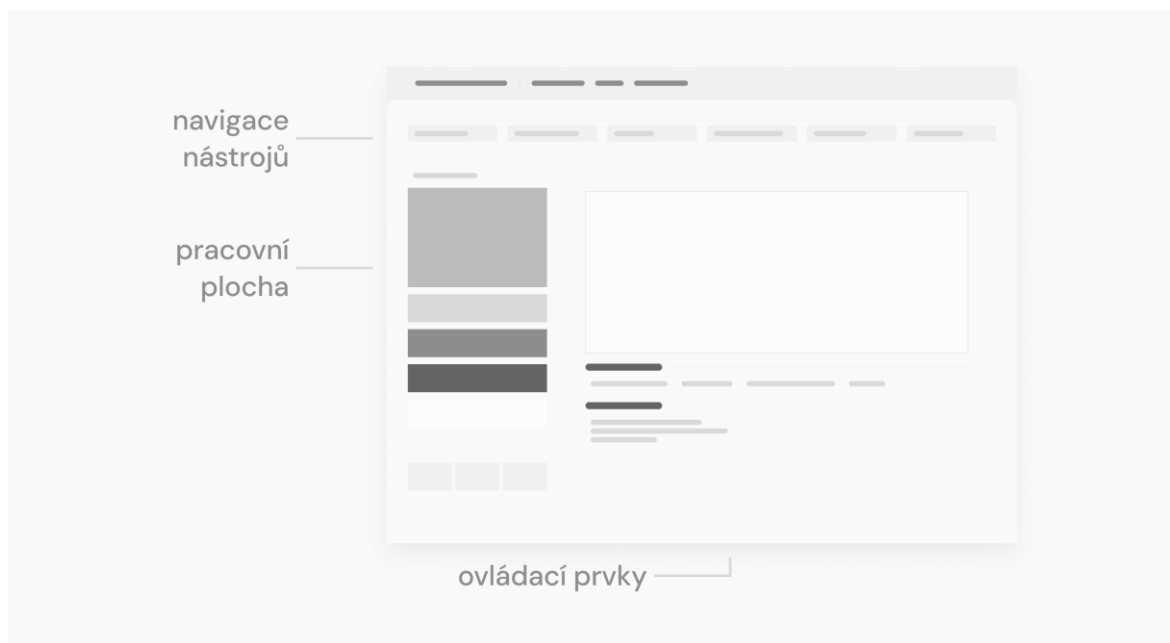 navigace
nástrojů
pracovní
plocha
ovládací prvky